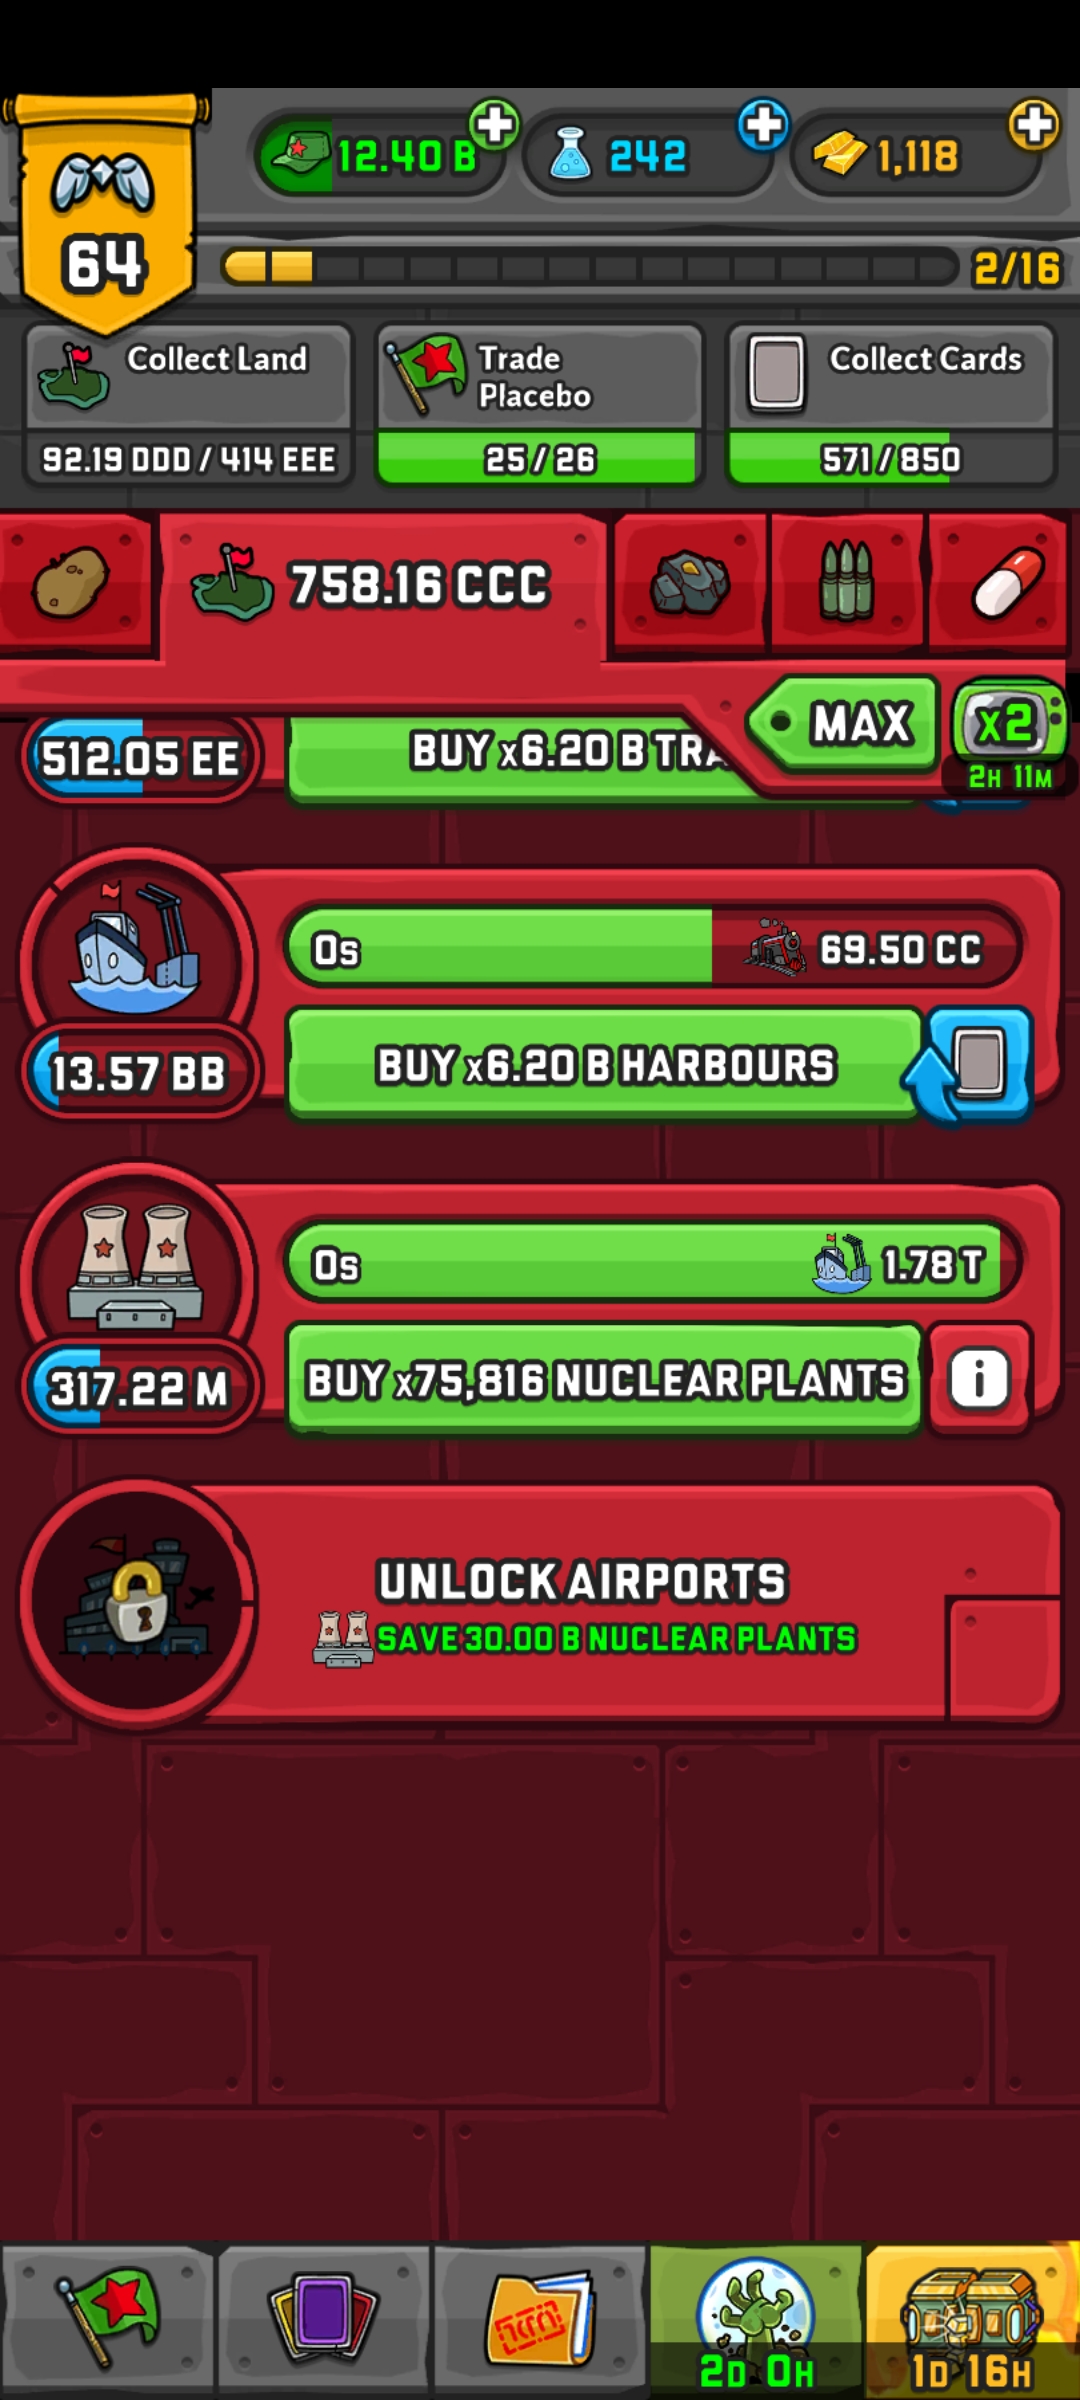 12.40 B
242
1,118
64
2/16
Collect Land
92.19 DDD / 414 EEE
Trade
Placebo
25 / 26
Collect Cards
571 / 850
758.16 CCC
MAX
x2
2H 11M
512.05 EE
BUY x6.20 B
0s
69.50 CC
13.57 BB
BUY x6.20 B HARBOURS
0s
1.78 T
317.22 M
BUY x75,816 NUCLEAR PLANTS
i
UNLOCK AIRPORTS
SAVE 30.00 B NUCLEAR PLANTS
2D 0H
1D 16H